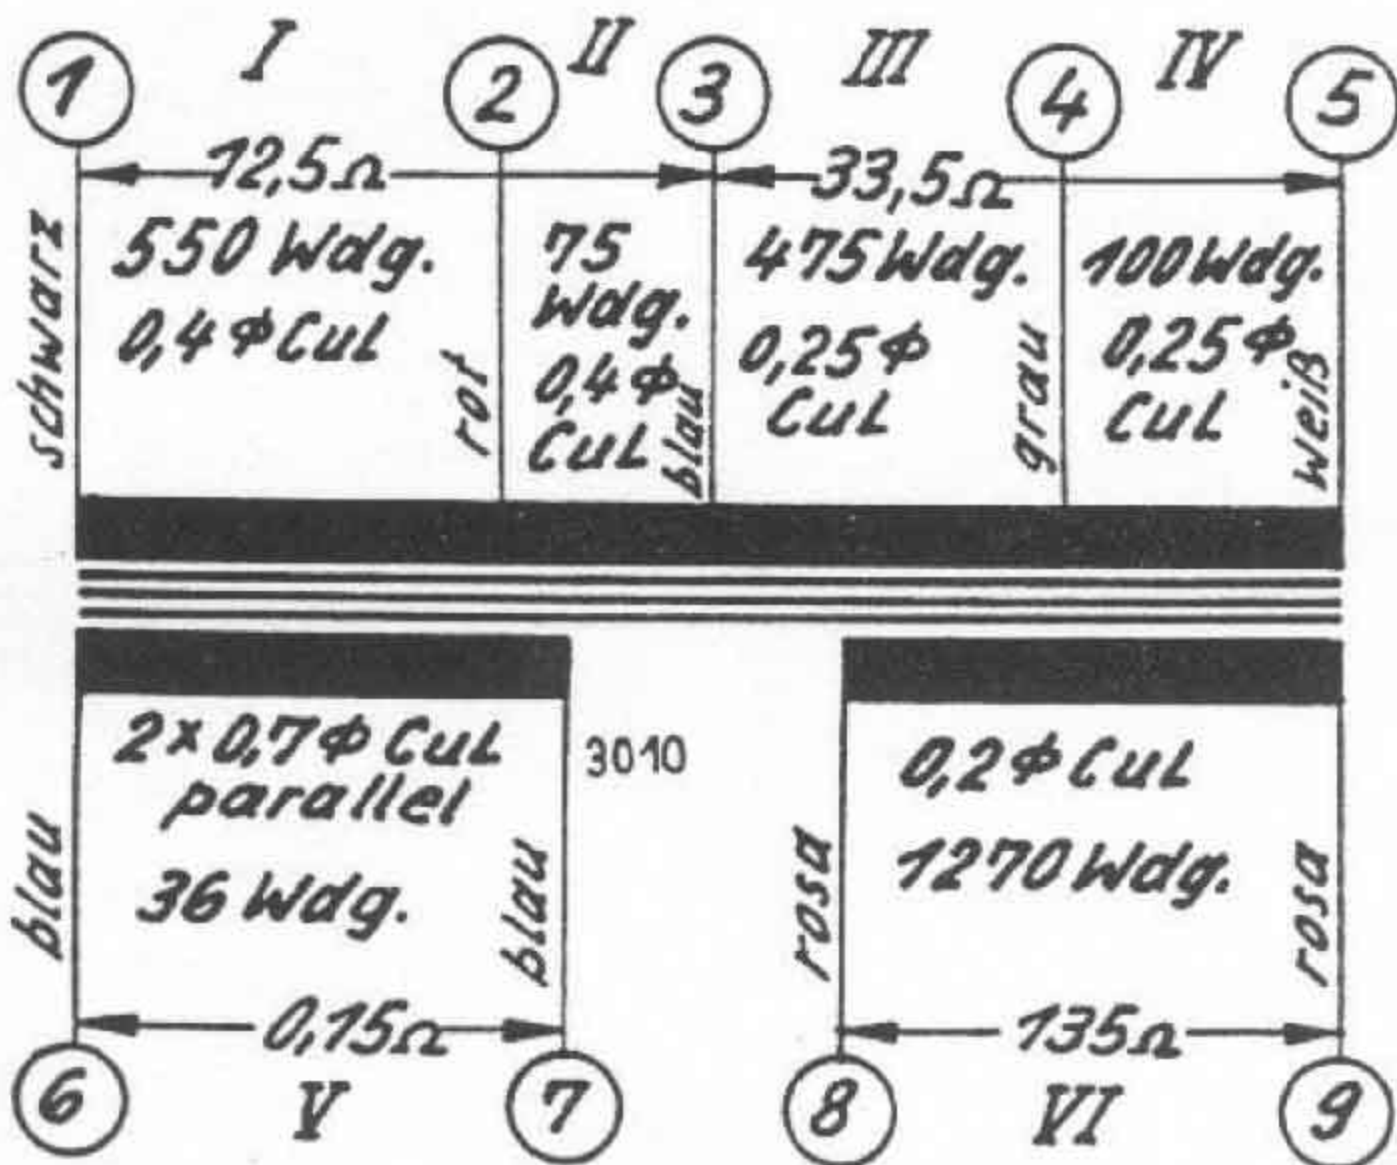 I II III IV
1 2 3 4 5
12,5Ω 33,5Ω
schwarz
550 Wdg.
0,4 ϕ CuL
rot
75
Wdg.
0,4 ϕ
CuL
blau
475 Wdg.
0,25 ϕ
CuL
grau
100 Wdg.
0,25 ϕ
CuL
weiß
blau
2 × 0,7 ϕ CuL
parallel
36 Wdg.
blau
3010
rosa
0,2 ϕ CuL
1270 Wdg.
rosa
0,15Ω 135Ω
6 V 7 8 VI 9